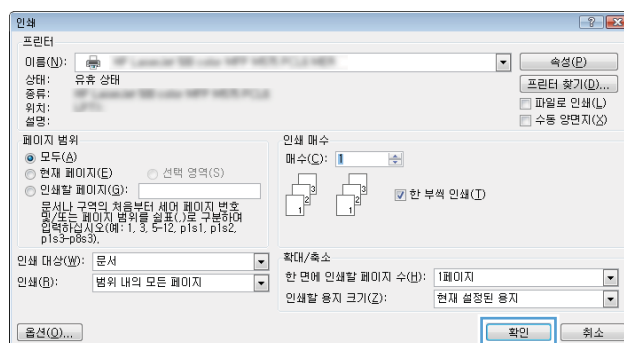 인쇄
프린터
이름(N):
속성(P)
상태: 유휴 상태
프린터 찾기(D)...
종류:
위치:
파일로 인쇄(L)
설명:
수동 양면지(X)
페이지 범위
모두(A)
현재 페이지(E) 선택 영역(S)
인쇄할 페이지(G):
문서나 구역의 처음부터 세어 페이지 번호
및/또는 페이지 범위를 쉼표(,)로 구분하여
입력하십시오(예: 1, 3, 5-12, p1s1, p1s2,
p1s3-p8s3).
인쇄 매수
매수(C): 1
3 3
2 2
1 1
한 부씩 인쇄(T)
인쇄 대상(W): 문서
인쇄(R): 범위 내의 모든 페이지
확대/축소
한 면에 인쇄할 페이지 수(H): 1페이지
인쇄할 용지 크기(Z): 현재 설정된 용지
옵션(O)...
확인
취소